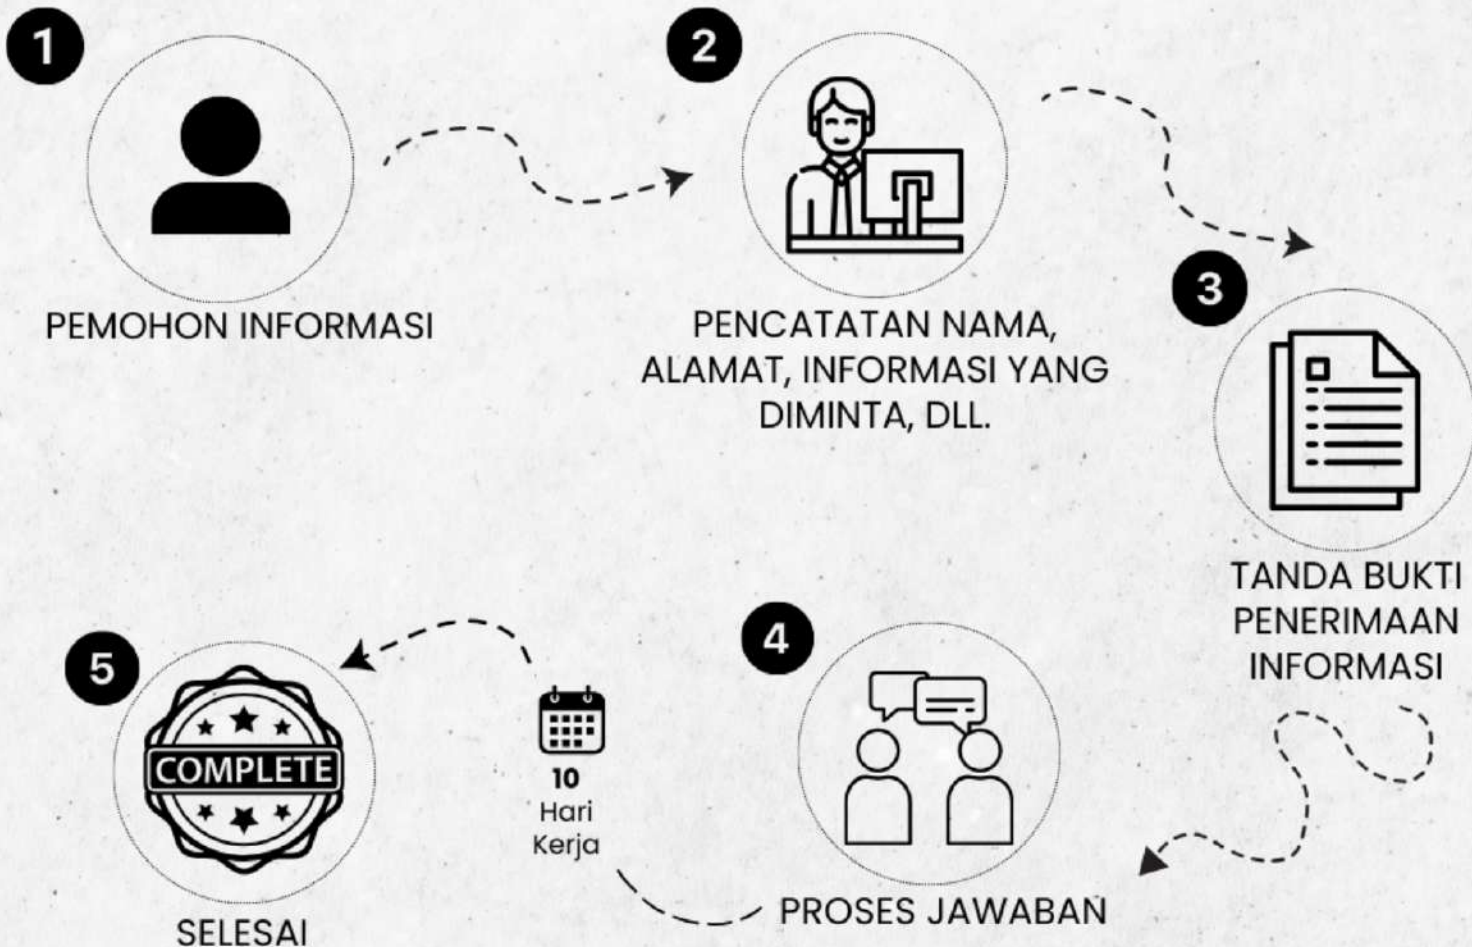 1
PEMOHON INFORMASI
2
PENCATATAN NAMA,
ALAMAT, INFORMASI YANG
DIMINTA, DLL.
3
TANDA BUKTI
PENERIMAAN
INFORMASI
4
PROSES JAWABAN
10
Hari
Kerja
5
COMPLETE
SELESAI